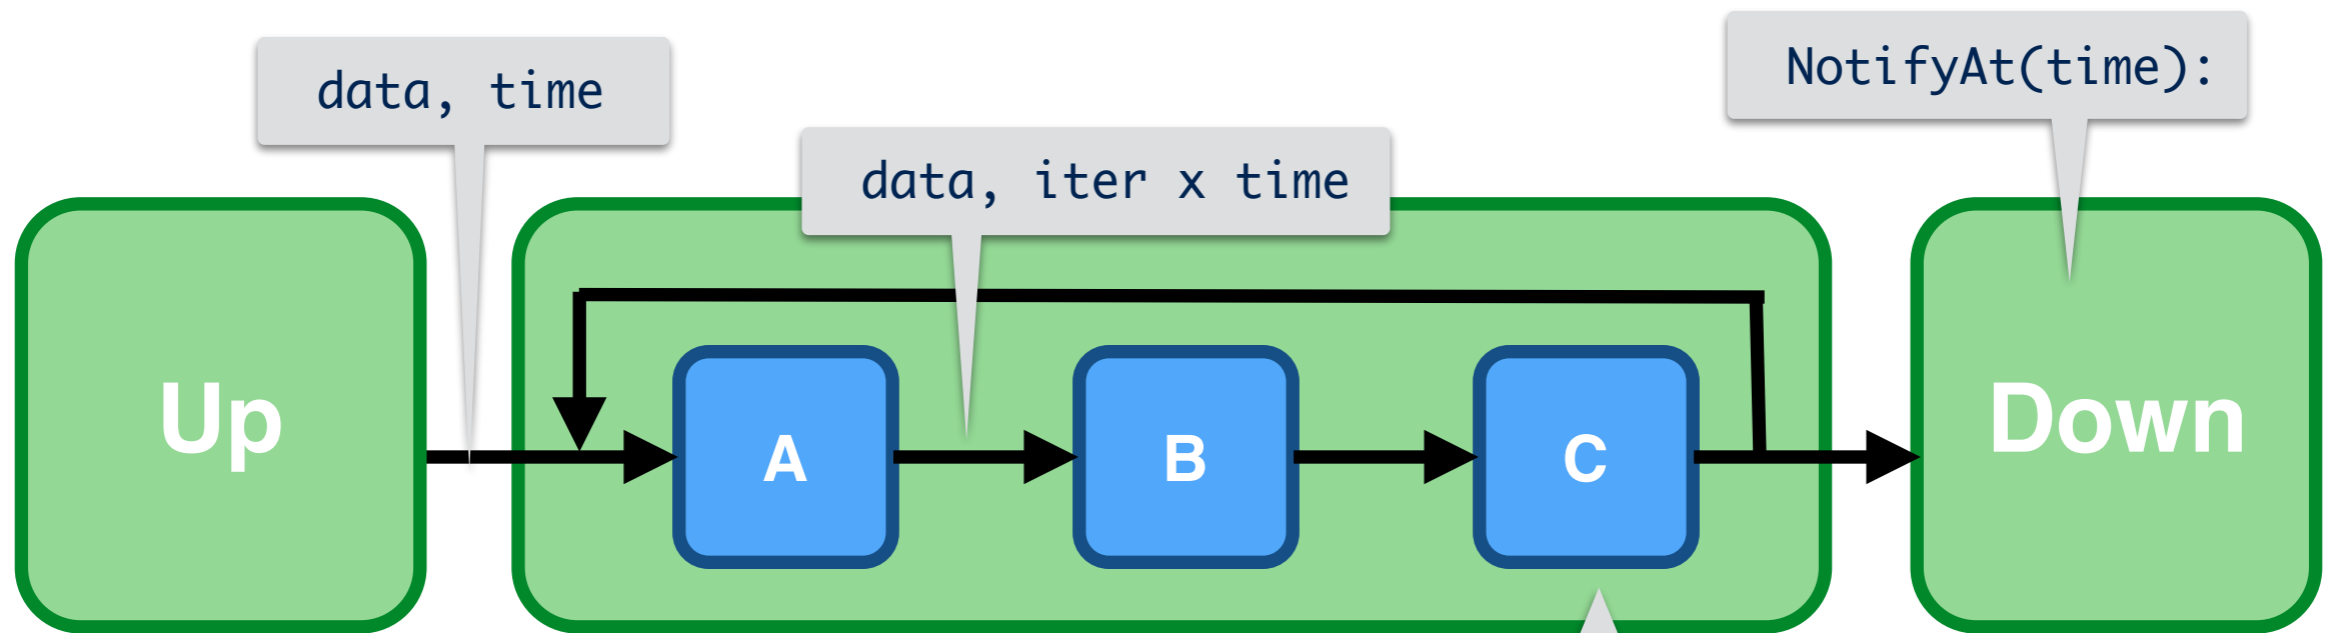 data, time
data, iter x time
NotifyAt(time):
Up
A
B
C
Down